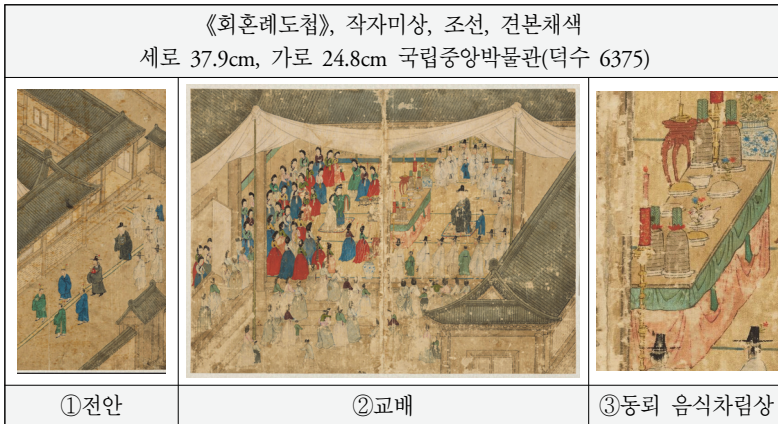 《회혼례도첩》, 작자미상, 조선, 견본채색
세로 37.9cm, 가로 24.8cm 국립중앙박물관(덕수 6375)
①전안
②교배
③동뢰 음식차림상